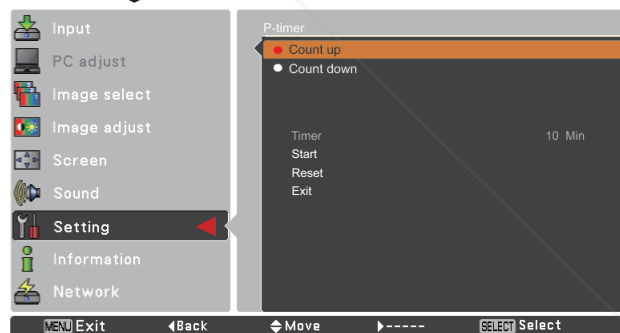 Input
PC adjust
Image select
Image adjust
Screen
Sound
Setting
Information
Network
P-timer
Count up
Count down
Timer 10 Min
Start
Reset
Exit
MENU Exit Back Move ----- SELECT Select